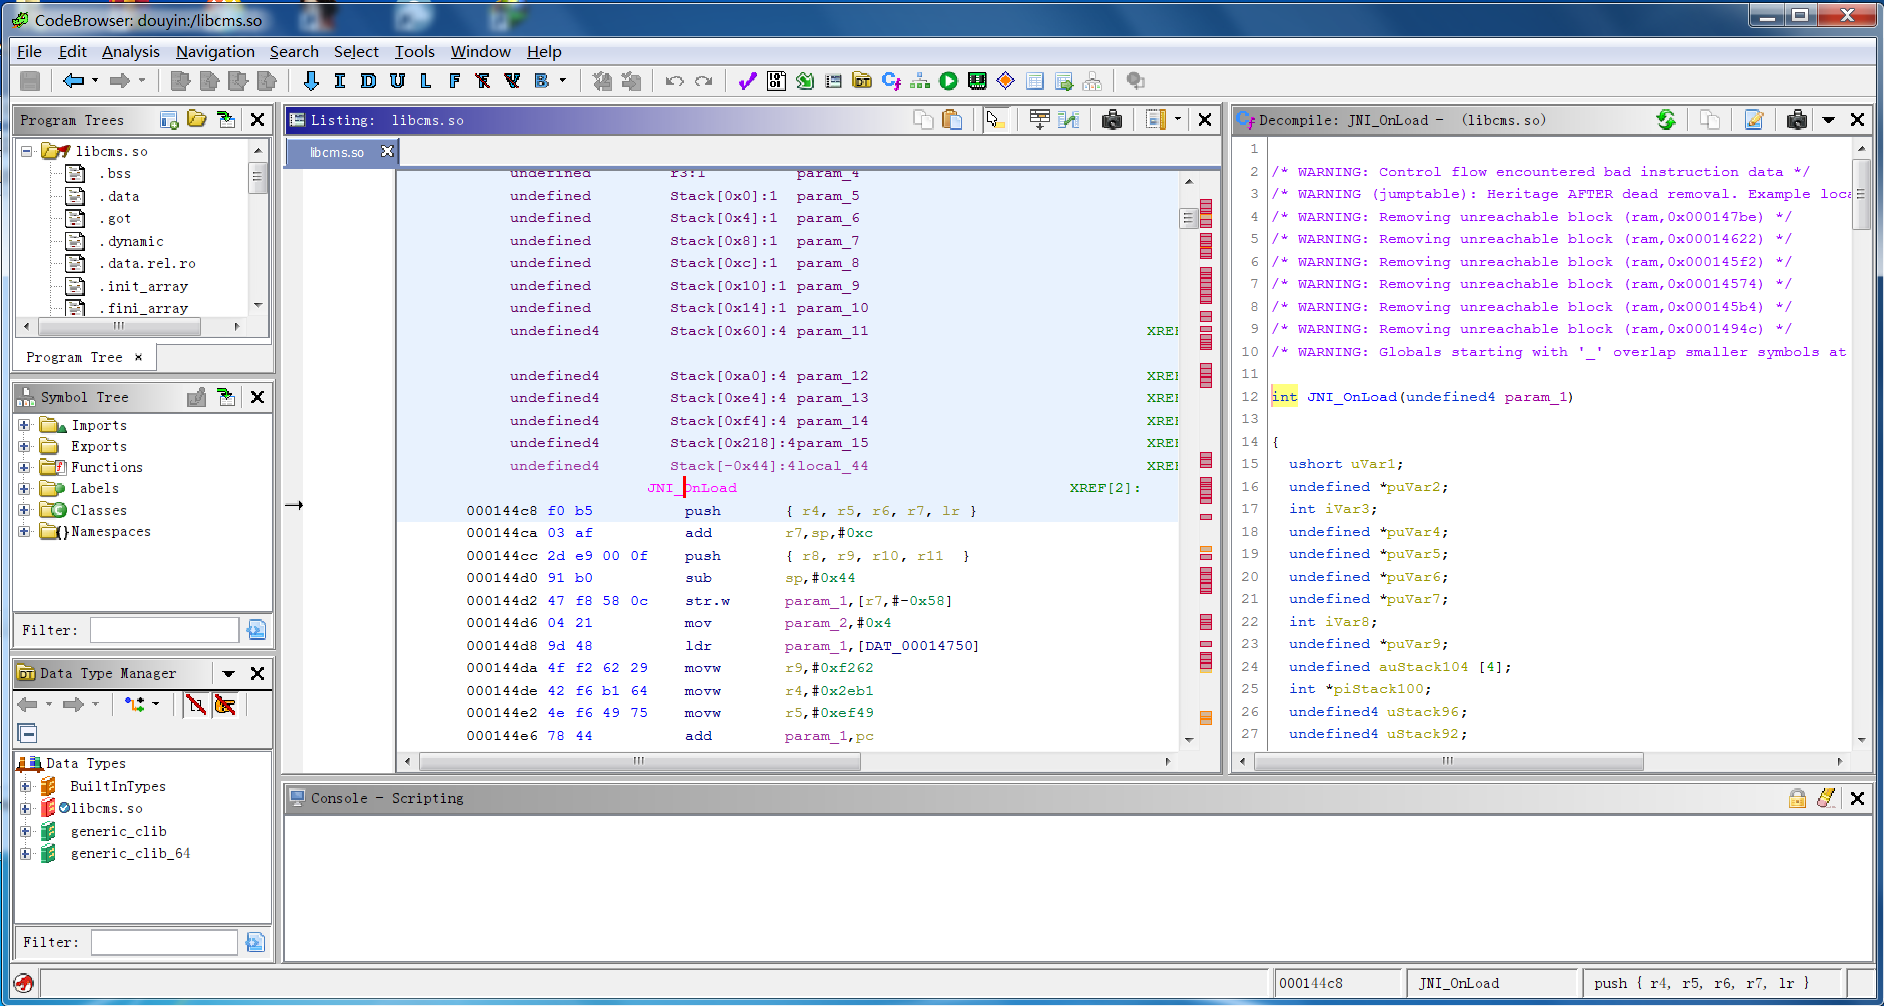 CodeBrowser: douyin:/libcms.so
File Edit Analysis Navigation Search Select Tools Window Help
I D U L F B
Program Trees
libcms.so
.bss
.data
.got
.dynamic
.data.rel.ro
.init_array
.fini_array
Program Tree ×
Symbol Tree
Imports
Exports
Functions
Labels
Classes
Namespaces
Filter:
Data Type Manager
Data Types
BuiltInTypes
libcms.so
generic_clib
generic_clib_64
Filter:
Listing: libcms.so
libcms.so
undefined r3:1 param_4
undefined Stack[0x0]:1 param_5
undefined Stack[0x4]:1 param_6
undefined Stack[0x8]:1 param_7
undefined Stack[0xc]:1 param_8
undefined Stack[0x10]:1 param_9
undefined Stack[0x14]:1 param_10
undefined4 Stack[0x60]:4 param_11 XREF
undefined4 Stack[0xa0]:4 param_12 XREF
undefined4 Stack[0xe4]:4 param_13 XREF
undefined4 Stack[0xf4]:4 param_14 XREF
undefined4 Stack[0x218]:4param_15 XREF
undefined4 Stack[-0x44]:4local_44 XREF
JNI_OnLoad XREF[2]:
000144c8 f0 b5 push { r4, r5, r6, r7, lr }
000144ca 03 af add r7,sp,#0xc
000144cc 2d e9 00 0f push { r8, r9, r10, r11 }
000144d0 91 b0 sub sp,#0x44
000144d2 47 f8 58 0c str.w param_1,[r7,#-0x58]
000144d6 04 21 mov param_2,#0x4
000144d8 9d 48 ldr param_1,[DAT_00014750]
000144da 4f f2 62 29 movw r9,#0xf262
000144de 42 f6 b1 64 movw r4,#0x2eb1
000144e2 4e f6 49 75 movw r5,#0xef49
000144e6 78 44 add param_1,pc
Decompile: JNI_OnLoad - (libcms.so)
1
2 /* WARNING: Control flow encountered bad instruction data */
3 /* WARNING (jumptable): Heritage AFTER dead removal. Example loca
4 /* WARNING: Removing unreachable block (ram,0x000147be) */
5 /* WARNING: Removing unreachable block (ram,0x00014622) */
6 /* WARNING: Removing unreachable block (ram,0x000145f2) */
7 /* WARNING: Removing unreachable block (ram,0x00014574) */
8 /* WARNING: Removing unreachable block (ram,0x000145b4) */
9 /* WARNING: Removing unreachable block (ram,0x0001494c) */
10 /* WARNING: Globals starting with '_' overlap smaller symbols at
11
12 int JNI_OnLoad(undefined4 param_1)
13
14 {
15 ushort uVar1;
16 undefined *puVar2;
17 int iVar3;
18 undefined *puVar4;
19 undefined *puVar5;
20 undefined *puVar6;
21 undefined *puVar7;
22 int iVar8;
23 undefined *puVar9;
24 undefined auStack104 [4];
25 int *piStack100;
26 undefined4 uStack96;
27 undefined4 uStack92;
Console - Scripting
000144c8 JNI_OnLoad push { r4, r5, r6, r7, lr }